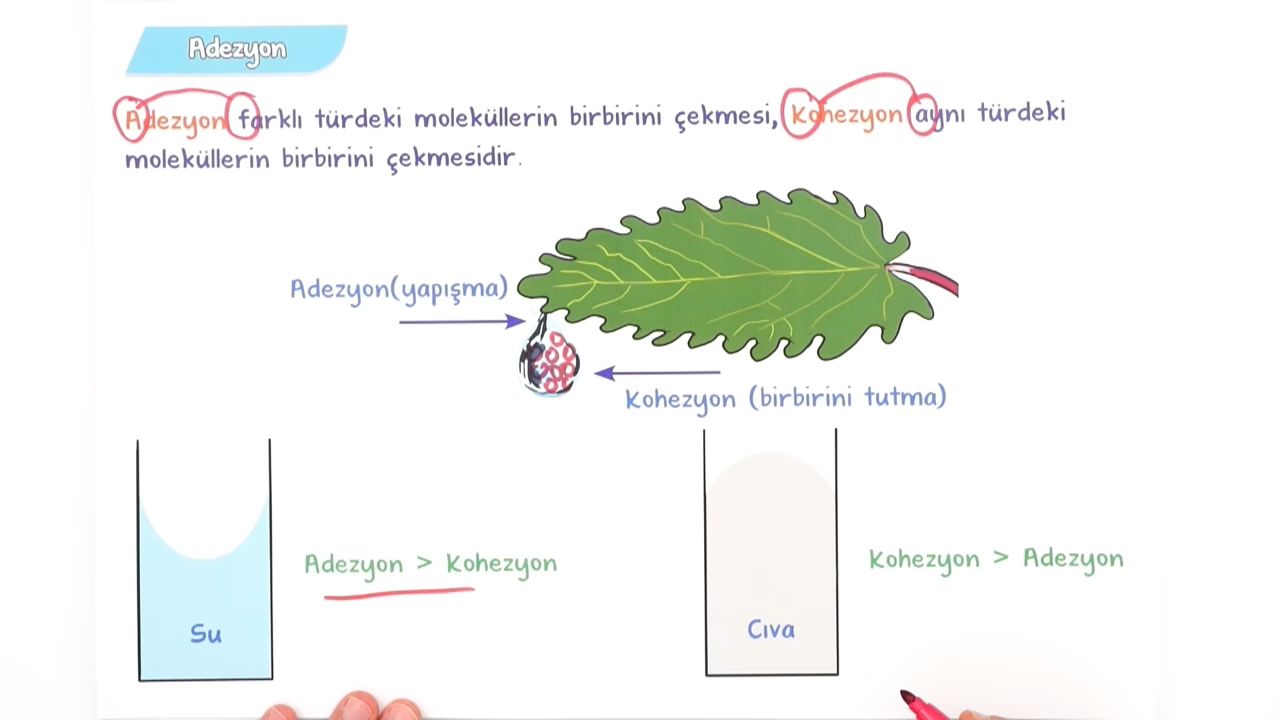 Adezyon
Adezyon farklı türdeki moleküllerin birbirini çekmesi, Kohezyon aynı türdeki
moleküllerin birbirini çekmesidir.
Adezyon(yapışma)
Kohezyon (birbirini tutma)
Adezyon > Kohezyon
Kohezyon > Adezyon
Su
Cıva